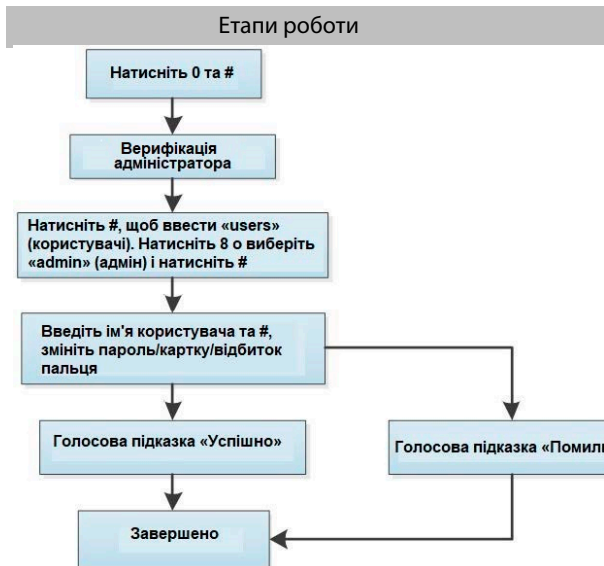 Етапи роботи
Натисніть 0 та #
Верифікація
адміністратора
Натисніть #, щоб ввести «users»
(користувачі). Натисніть 8 о виберіть
«admin» (адмін) і натисніть #
Введіть ім'я користувача та #,
змініть пароль/картку/відбиток
пальця
Голосова підказка «Успішно»
Голосова підказка «Помил
Завершено